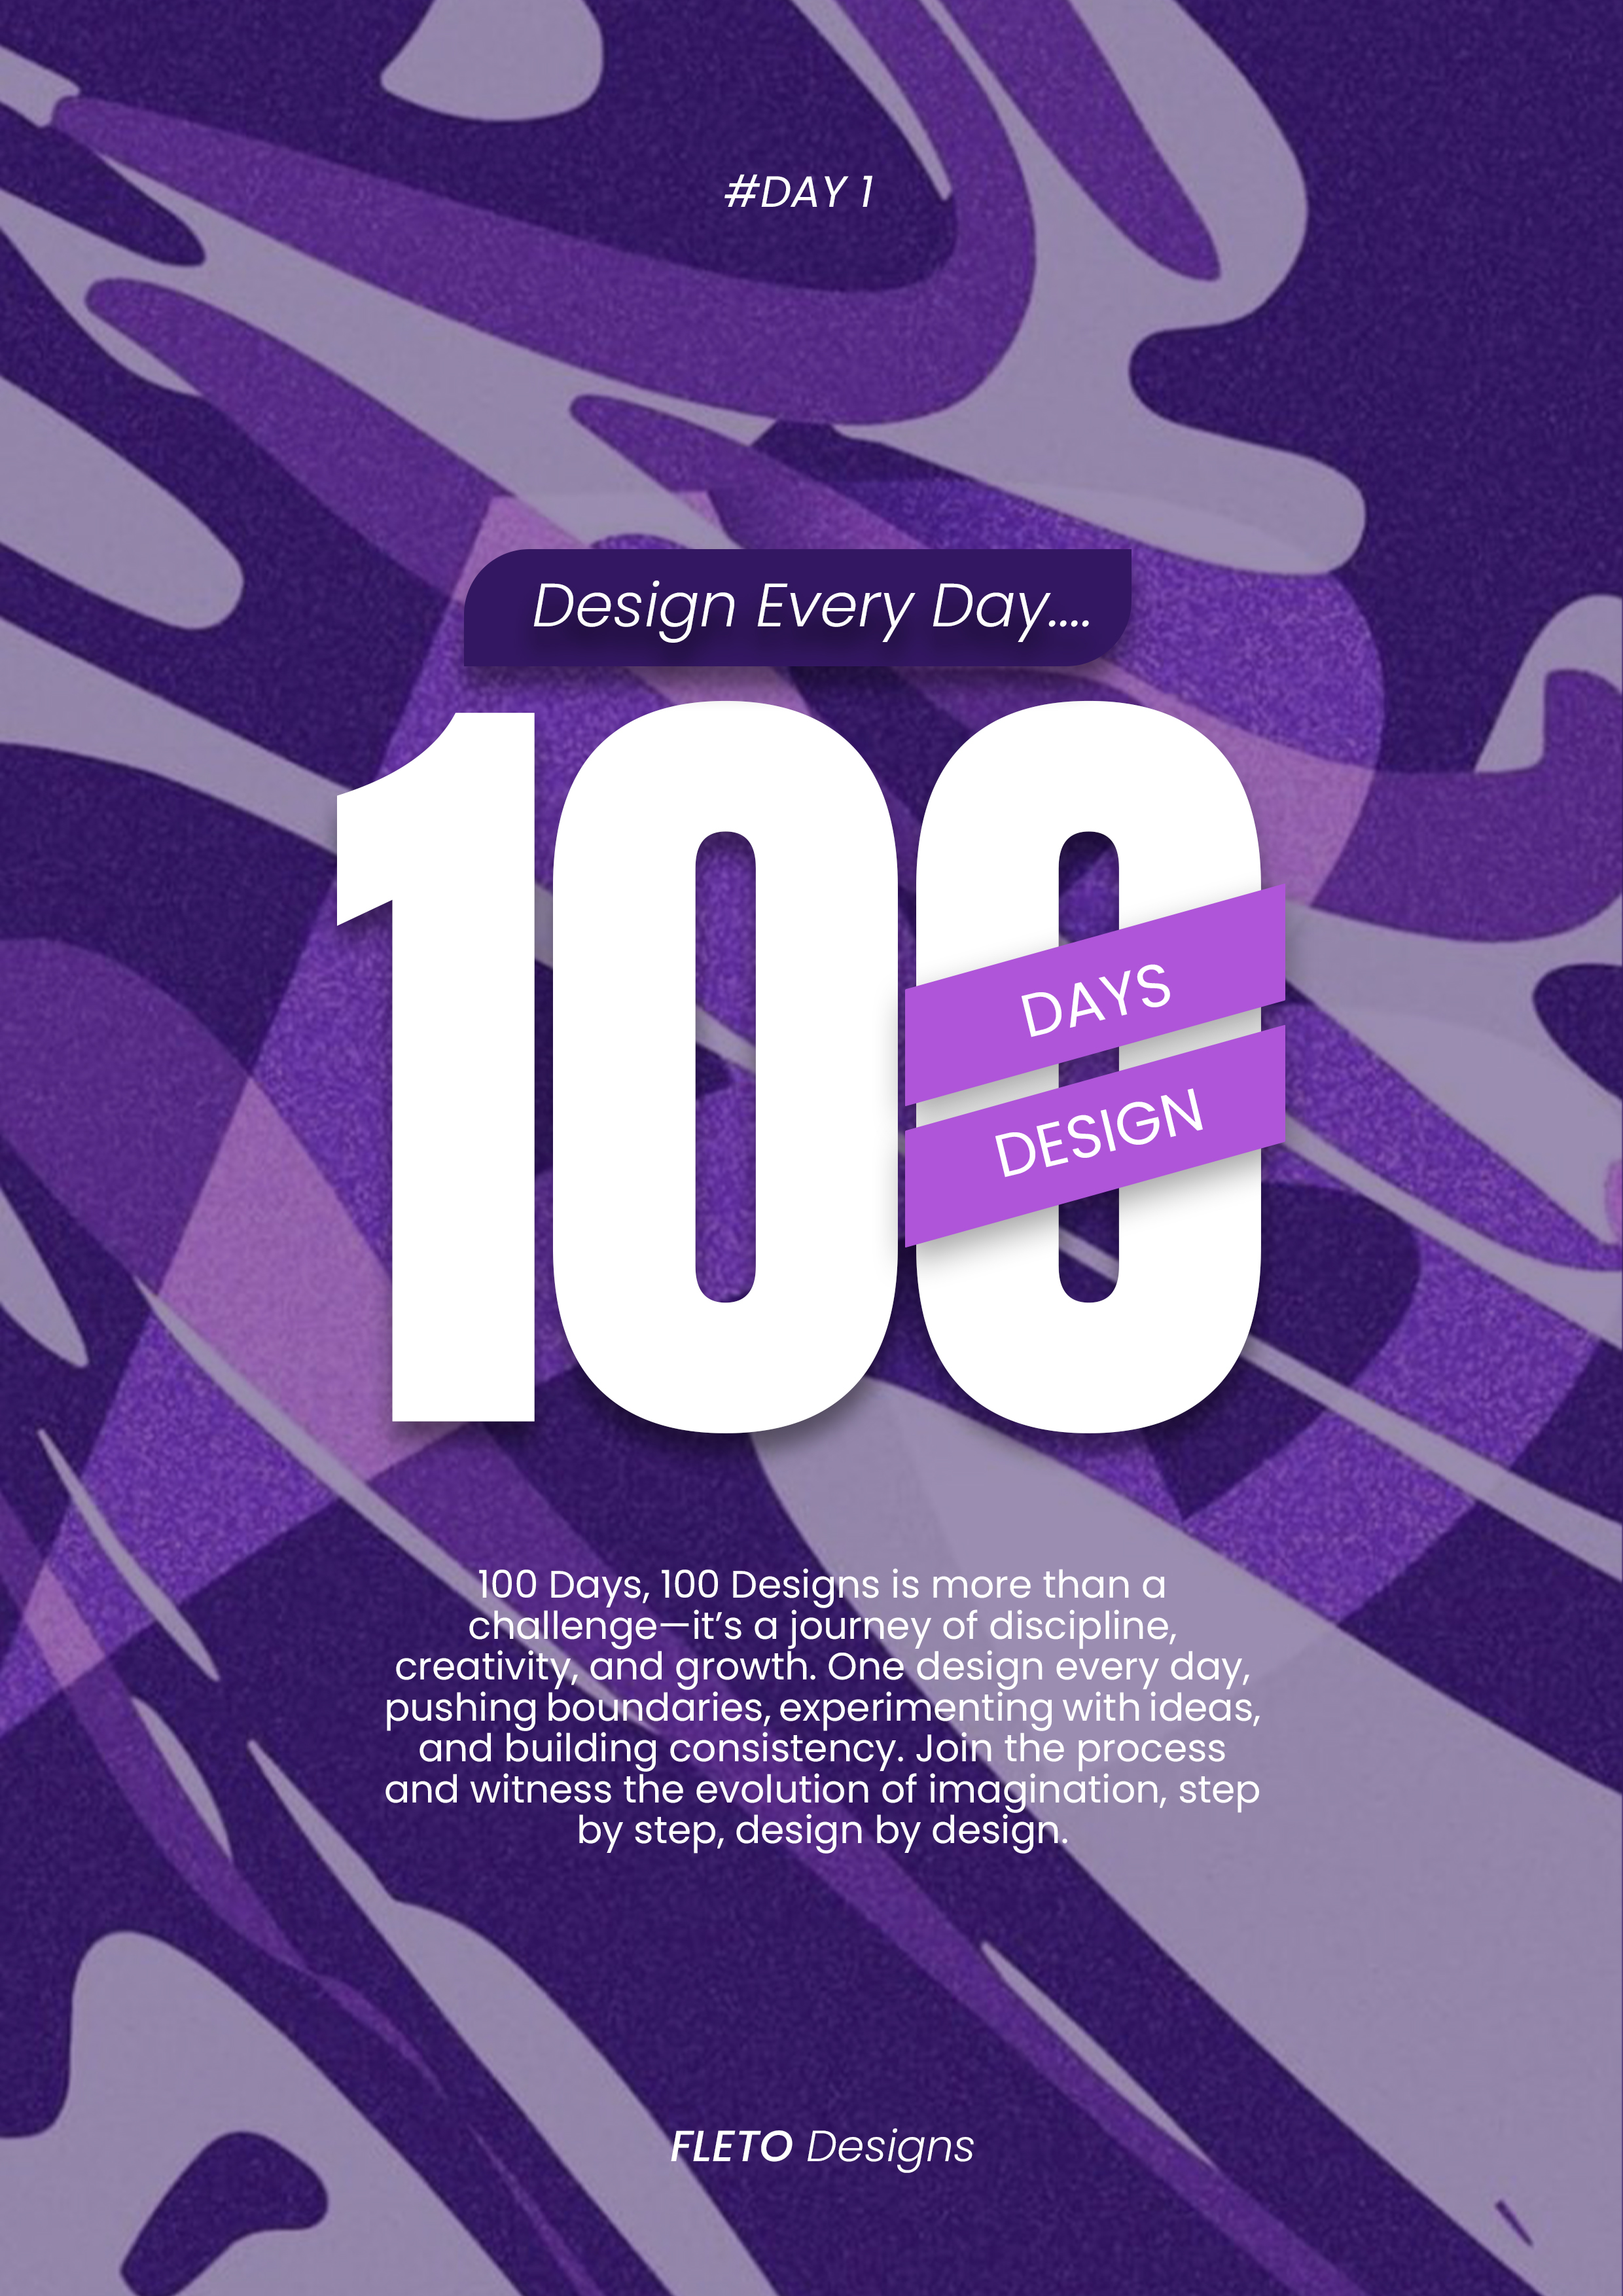 #DAY 1
Design Every Day....
100
DAYS
DESIGN
100 Days, 100 Designs is more than a
challenge—it’s a journey of discipline,
creativity, and growth. One design every day,
pushing boundaries, experimenting with ideas,
and building consistency. Join the process
and witness the evolution of imagination, step
by step, design by design.
FLETO Designs